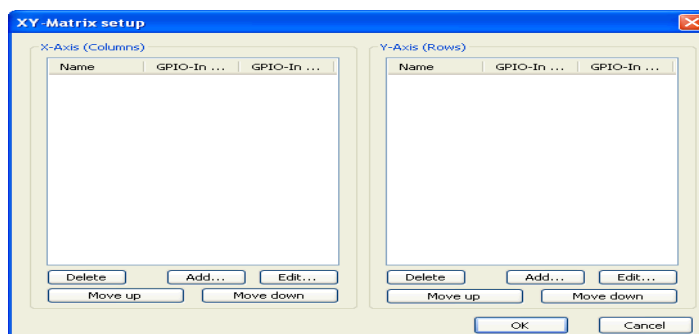 XY-Matrix setup
X-Axis (Columns)
Name GPIO-In ... GPIO-In ...
Delete Add... Edit...
Move up Move down
Y-Axis (Rows)
Name GPIO-In ... GPIO-In ...
Delete Add... Edit...
Move up Move down
OK Cancel